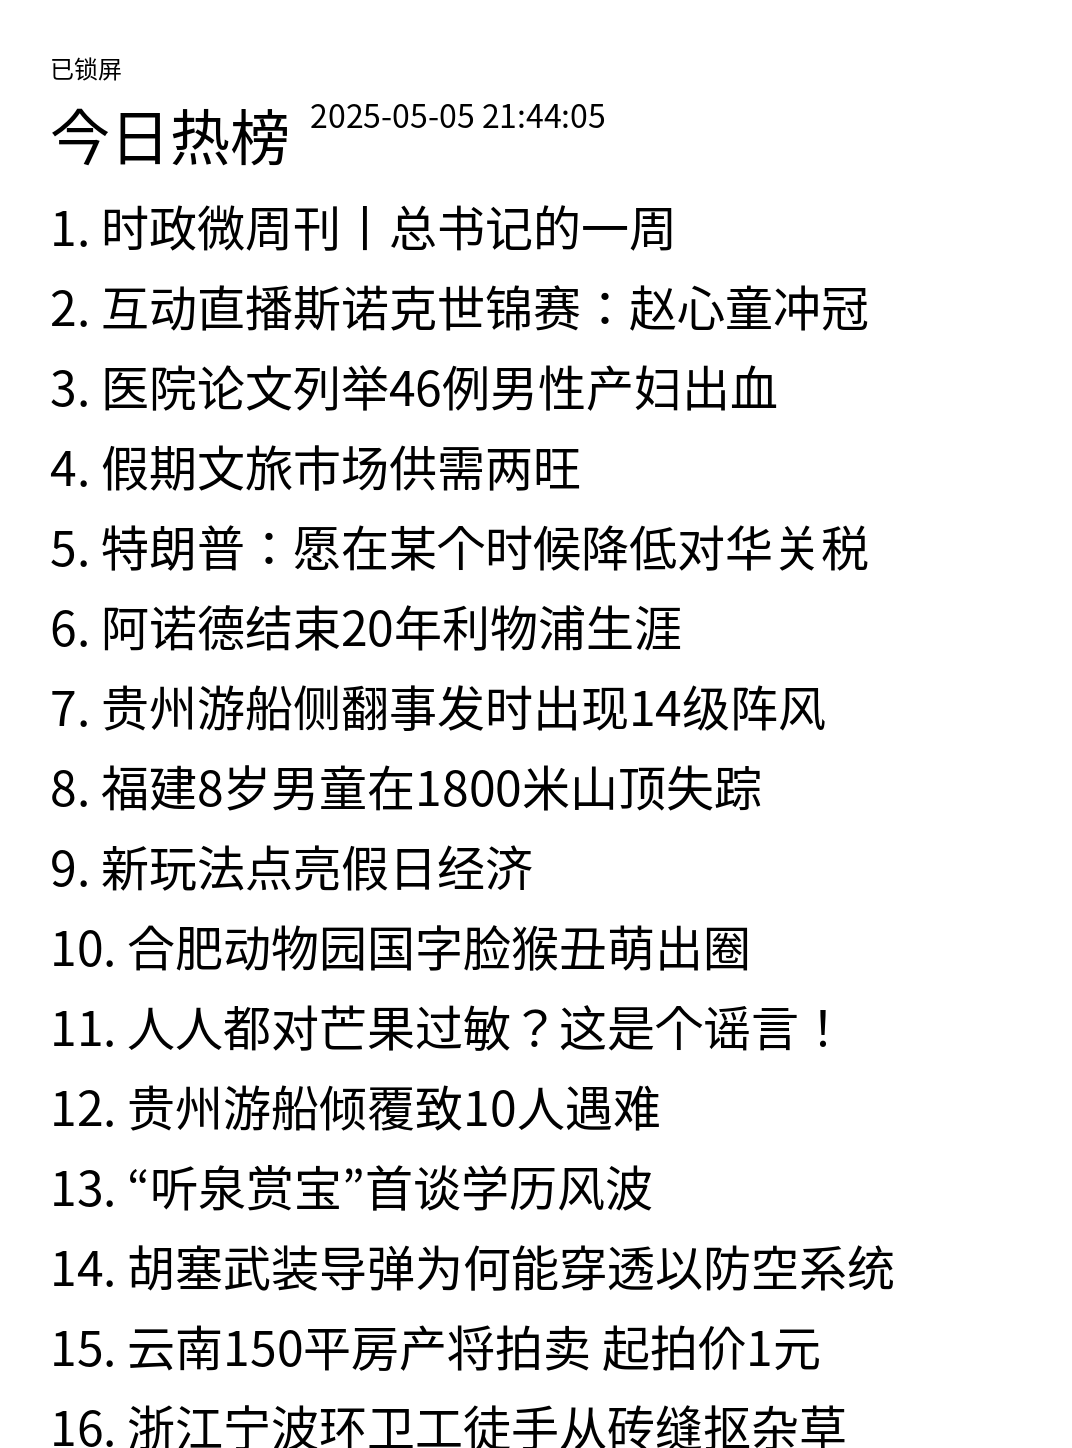 已锁屏
今日热榜 2025-05-05 21:44:05
1. 时政微周刊丨总书记的一周
2. 互动直播斯诺克世锦赛：赵心童冲冠
3. 医院论文列举46例男性产妇出血
4. 假期文旅市场供需两旺
5. 特朗普：愿在某个时候降低对华关税
6. 阿诺德结束20年利物浦生涯
7. 贵州游船侧翻事发时出现14级阵风
8. 福建8岁男童在1800米山顶失踪
9. 新玩法点亮假日经济
10. 合肥动物园国字脸猴丑萌出圈
11. 人人都对芒果过敏？这是个谣言！
12. 贵州游船倾覆致10人遇难
13. “听泉赏宝”首谈学历风波
14. 胡塞武装导弹为何能穿透以防空系统
15. 云南150平房产将拍卖 起拍价1元
16. 浙江宁波环卫工徒手从砖缝抠杂草